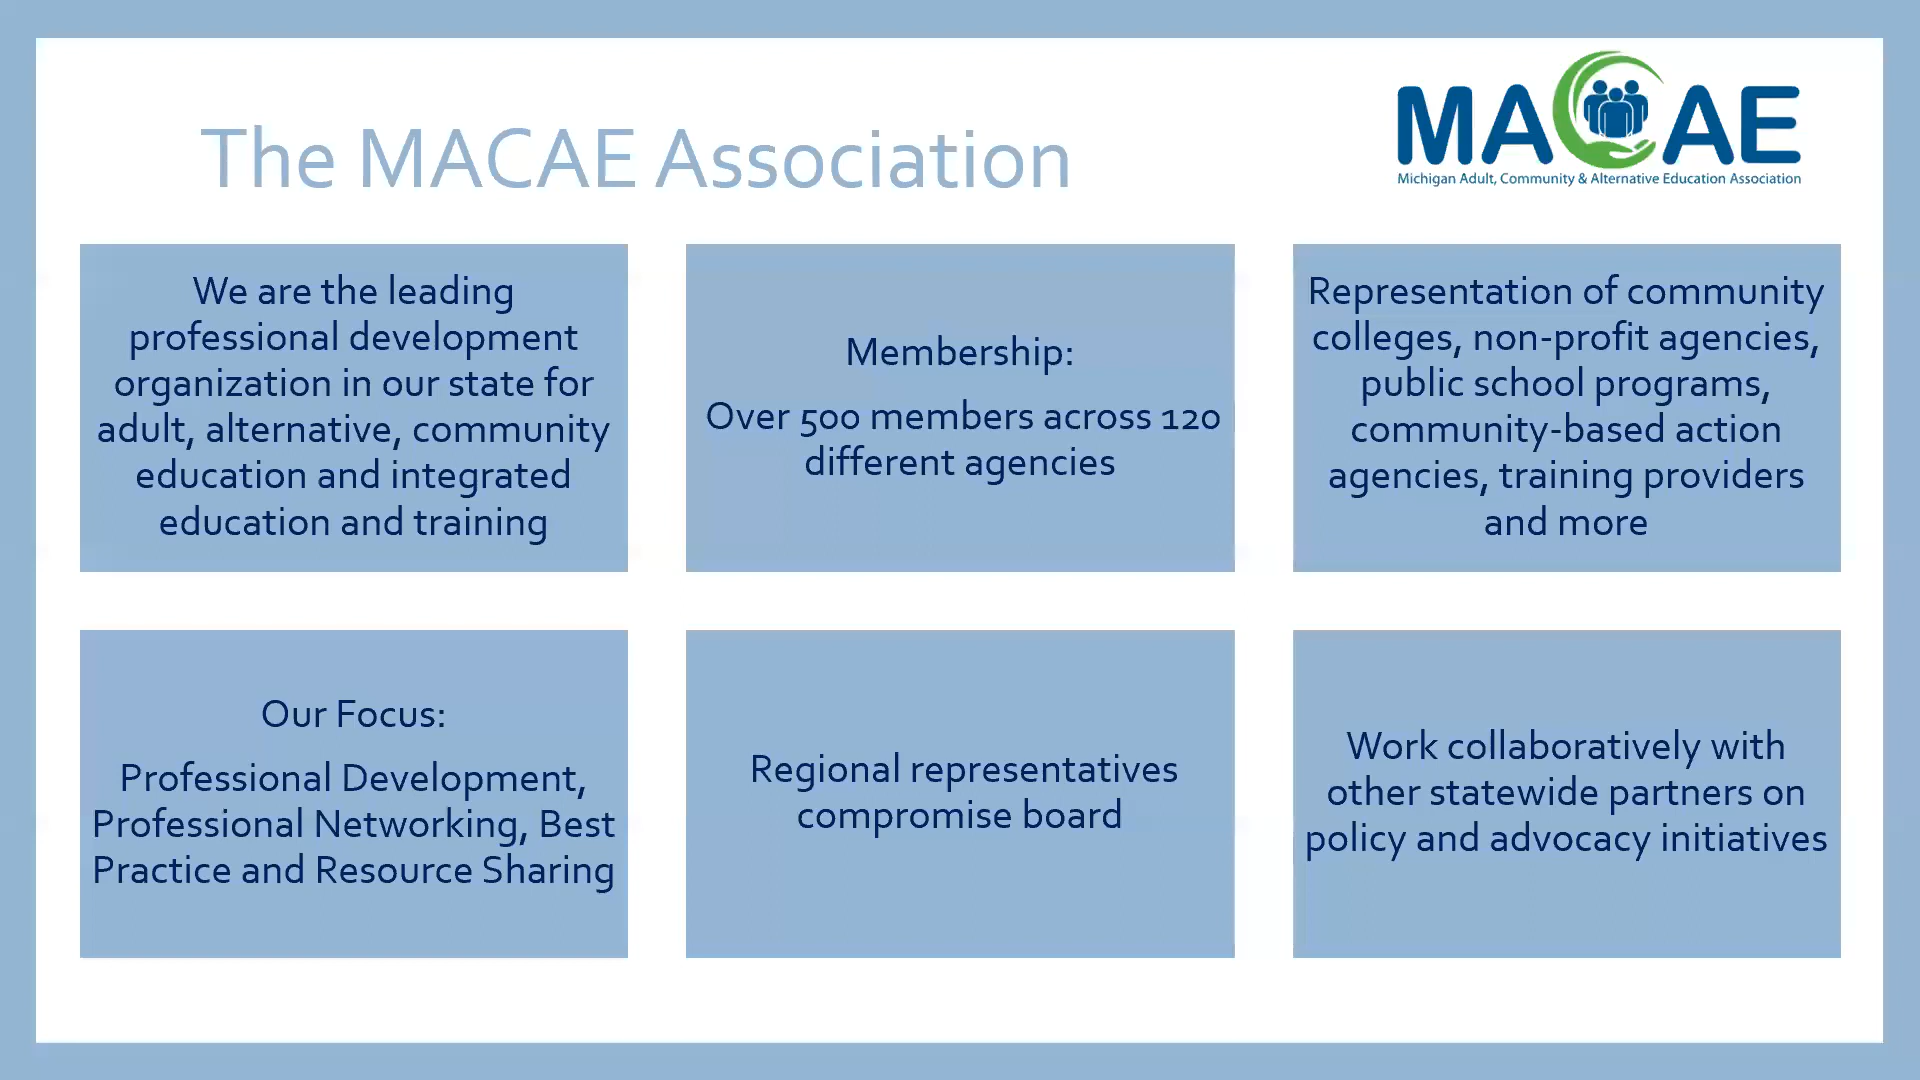 The MACAE Association
MACAE
Michigan Adult, Community & Alternative Education Association
We are the leading
professional development
organization in our state for
adult, alternative, community
education and integrated
education and training
Membership:
Over 500 members across 120
different agencies
Representation of community
colleges, non-profit agencies,
public school programs,
community-based action
agencies, training providers
and more
Our Focus:
Professional Development,
Professional Networking, Best
Practice and Resource Sharing
Regional representatives
compromise board
Work collaboratively with
other statewide partners on
policy and advocacy initiatives